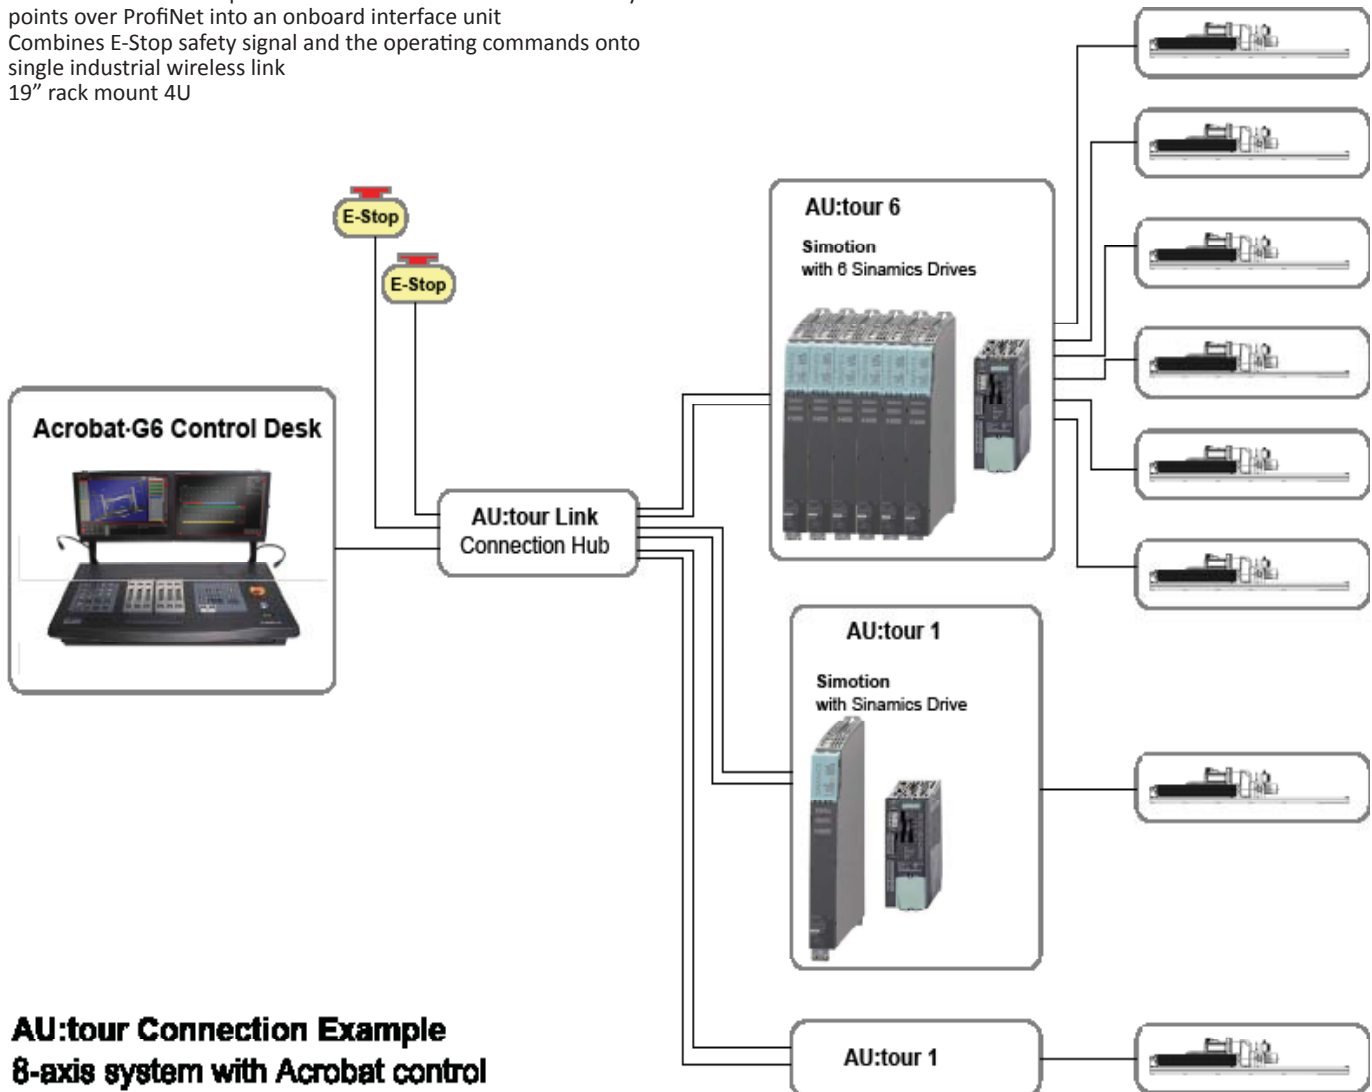 points over ProfiNet into an onboard interface unit
Combines E-Stop safety signal and the operating commands onto
single industrial wireless link
19” rack mount 4U
E-Stop
E-Stop
AU:tour 6
Simotion
with 6 Sinamics Drives
Acrobat-G6 Control Desk
AU:tour Link
Connection Hub
AU:tour 1
Simotion
with Sinamics Drive
AU:tour Connection Example
8-axis system with Acrobat control
AU:tour 1